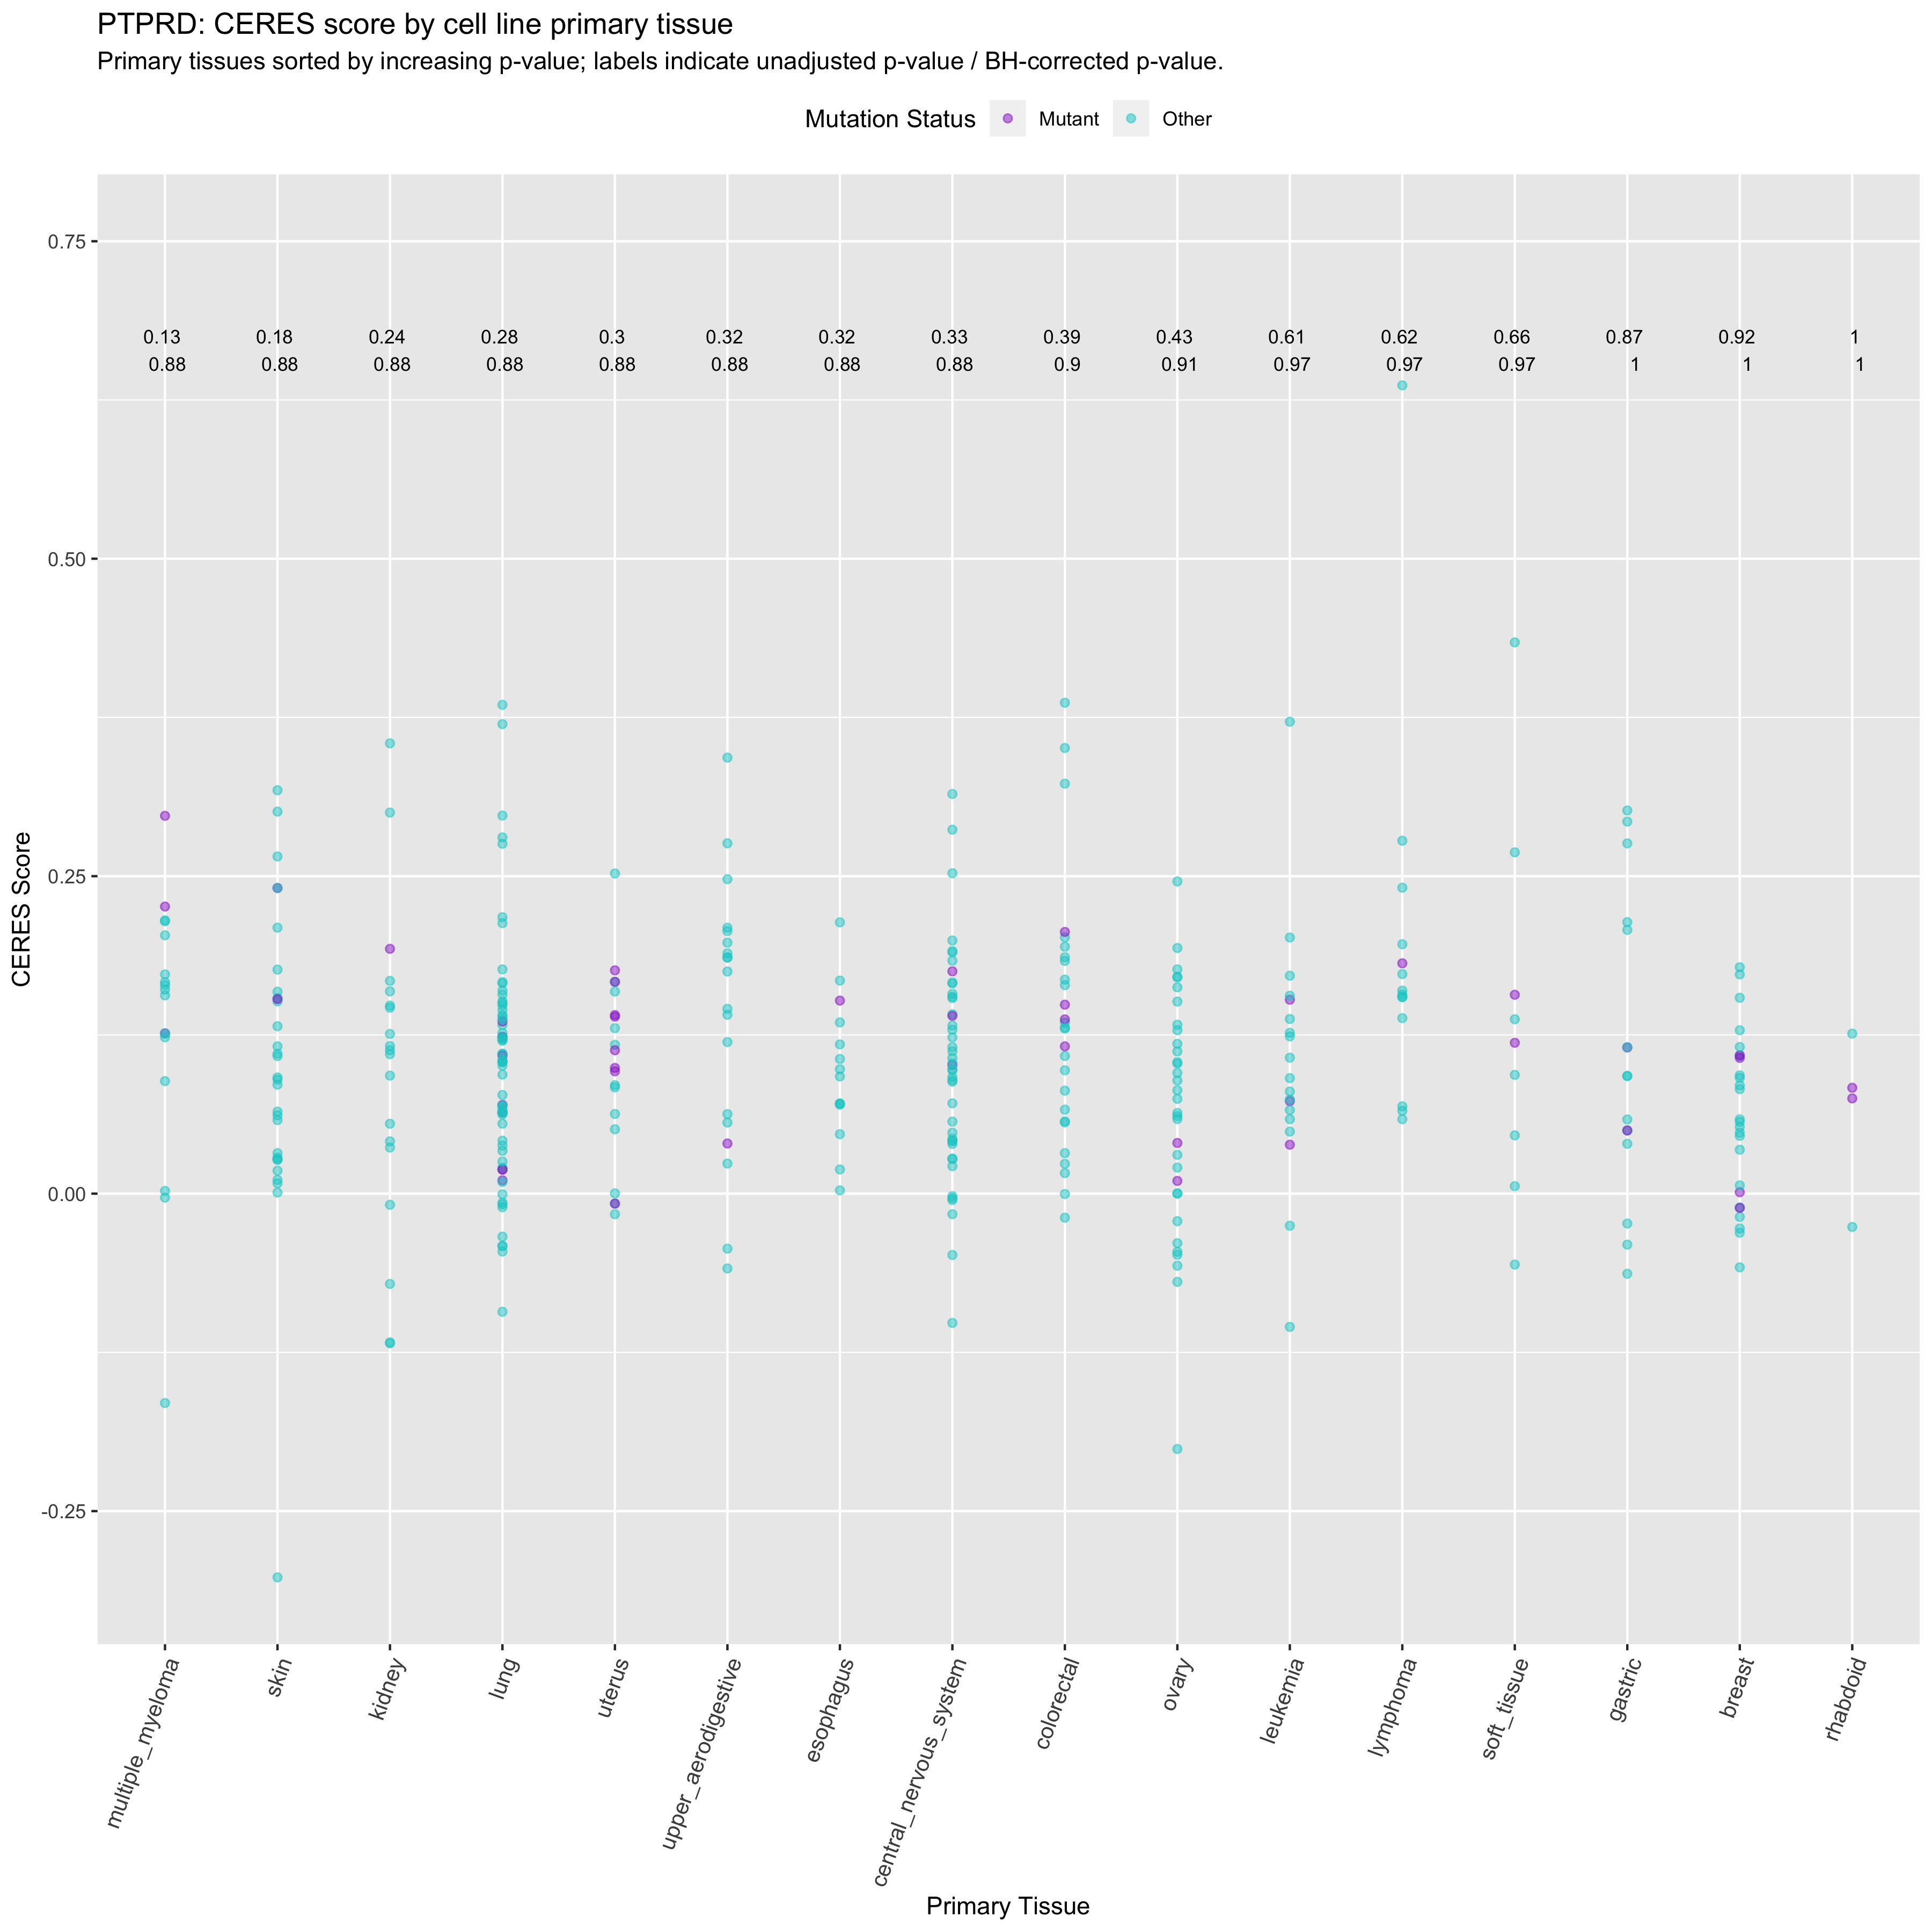 PTPRD: CERES score by cell line primary tissue
Primary tissues sorted by increasing p-value; labels indicate unadjusted p-value / BH-corrected p-value.
Mutation Status Mutant Other
0.75
0.13 0.18 0.24 0.28 0.3 0.32 0.32 0.33 0.39 0.43 0.61 0.62 0.66 0.87 0.92 1
0.88 0.88 0.88 0.88 0.88 0.88 0.88 0.88 0.9 0.91 0.97 0.97 0.97 1 1 1
0.50
0.25
0.00
-0.25
CERES Score
multiple_myeloma
skin
kidney
lung
uterus
upper_aerodigestive
esophagus
central_nervous_system
colorectal
ovary
leukemia
lymphoma
soft_tissue
gastric
breast
rhabdoid
Primary Tissue